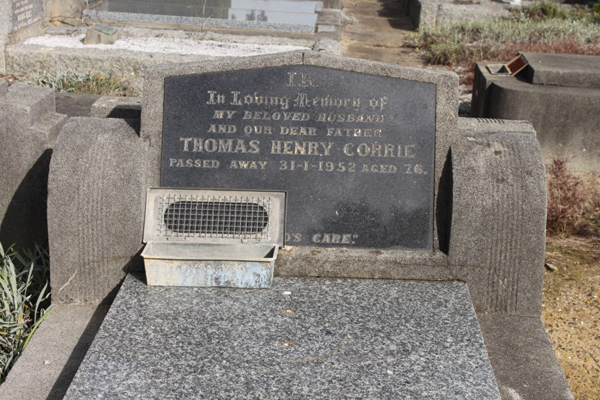 In Loving Memory of
MY BELOVED HUSBAND
AND OUR DEAR FATHER
THOMAS HENRY CORRIE
PASSED AWAY 31-1-1952 AGED 76.
CARE."